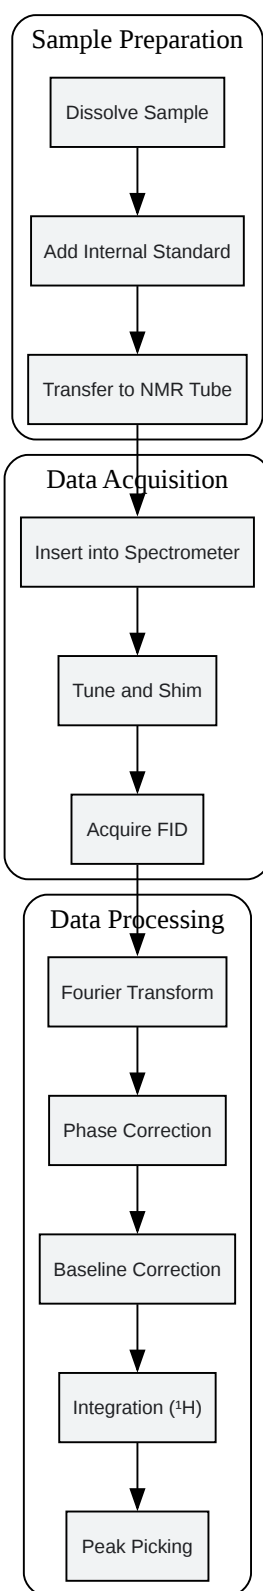 Sample Preparation
Dissolve Sample
Add Internal Standard
Transfer to NMR Tube
Data Acquisition
Insert into Spectrometer
Tune and Shim
Acquire FID
Data Processing
Fourier Transform
Phase Correction
Baseline Correction
Integration (¹H)
Peak Picking